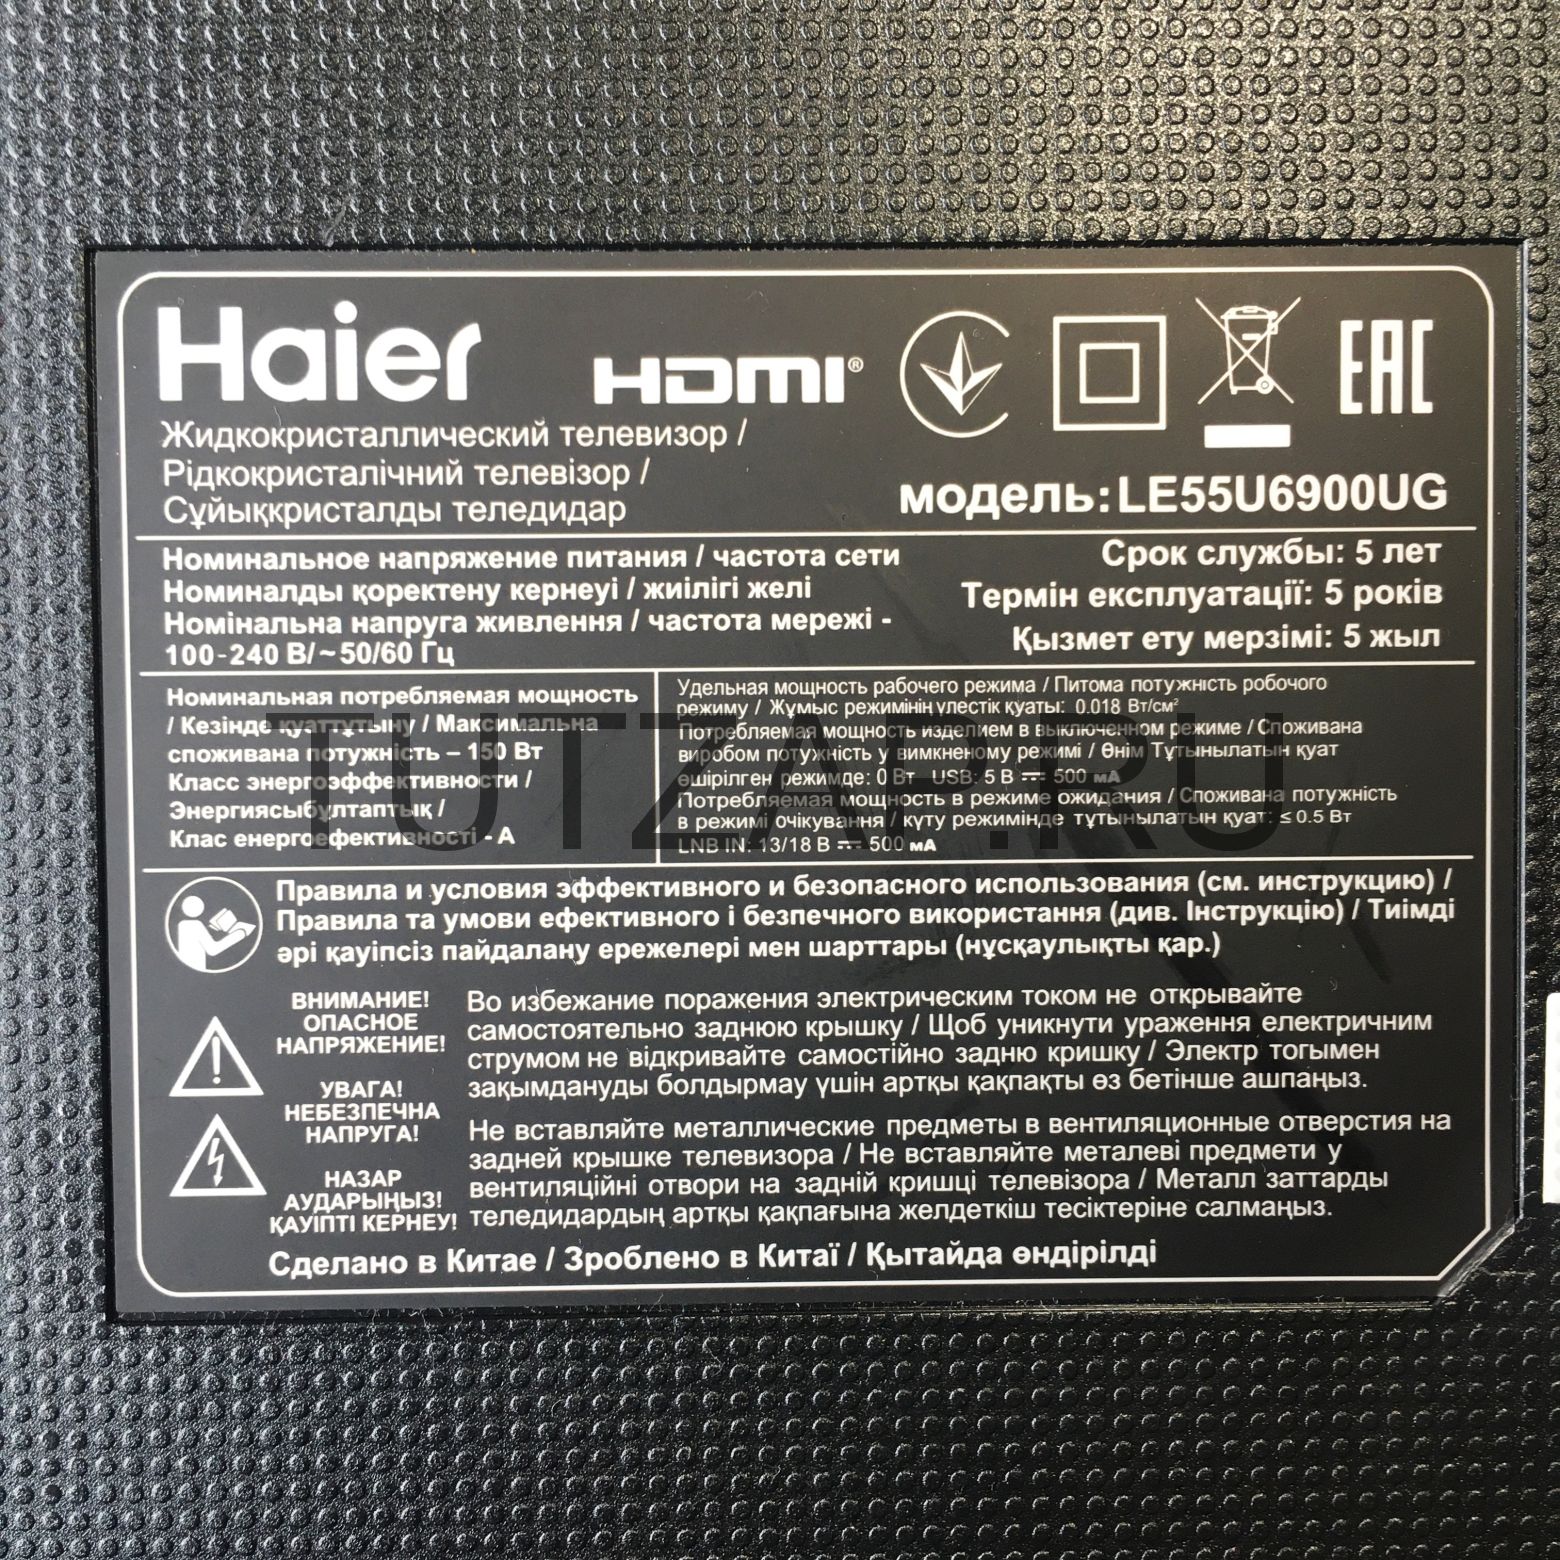 Haier
HDMI®
EAC
Жидкокристаллический телевизор /
Рідкокристалічний телевізор /
Сұйыққкристалды теледидар
модель:LE55U6900UG
Номинальное напряжение питания / частота сети
Номиналды қоректену кернеуі / жиілігі желі
Номінальна напруга живлення / частота мережі -
100-240 В/~50/60 Гц
Срок службы: 5 лет
Термін експлуатації: 5 років
Қызмет ету мерзімі: 5 жыл
Номинальная потребляемая мощность
/ Кезінде қуаттұтыну / Максимальна
споживана потужність – 150 Вт
Класс энергоэффективности /
Энергиясыбұлтаптық /
Клас енергоефективності - А
Удельная мощность рабочего режима / Питома потужність робочого
режиму / Жұмыс режимінің үлестік қуаты: 0.018 Вт/см²
Потребляемая мощность изделием в выключенном режиме / Споживана
виробом потужність у вимкненому режимі / Өнім Тұтынылатын қуат
өшірілген режимде: 0 Вт USB: 5 В ⎓ 500 мА
Потребляемая мощность в режиме ожидания / Споживана потужність
в режимі очікування / күту режимінде тұтынылатын қуат: ≤ 0.5 Вт
LNB IN: 13/18 В ⎓ 500 мА
TUTZAP.RU
Правила и условия эффективного и безопасного использования (см. инструкцию) /
Правила та умови ефективного і безпечного використання (див. Інструкцію) / Тиімді
әрі қауіпсіз пайдалану ережелері мен шарттары (нұсқаулықты қар.)
ВНИМАНИЕ!
ОПАСНОЕ
НАПРЯЖЕНИЕ!
УВАГА!
НЕБЕЗПЕЧНА
НАПРУГА!
НАЗАР
АУДАРЫҢЫЗ!
ҚАУІПТІ КЕРНЕУ!
Во избежание поражения электрическим током не открывайте
самостоятельно заднюю крышку / Щоб уникнути ураження електричним
струмом не відкривайте самостійно задню кришку / Электр тогымен
зақымдануды болдырмау үшін артқы қақпақты өз бетінше ашпаңыз.
Не вставляйте металлические предметы в вентиляционные отверстия на
задней крышке телевизора / Не вставляйте металеві предмети у
вентиляційні отвори на задній кришці телевізора / Металл заттарды
теледидардың артқы қақпағына желдеткіш тесіктеріне салмаңыз.
Сделано в Китае / Зроблено в Китаї / Қытайда өндірілді